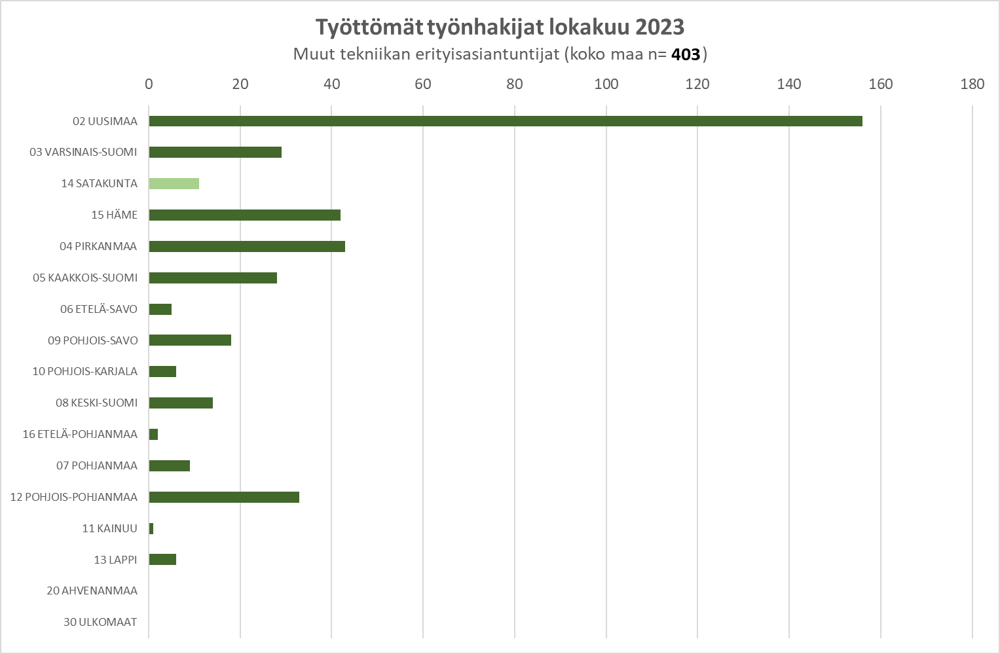 Työttömät työnhakijat lokakuu 2023
Muut tekniikan erityisasiantuntijat (koko maa n= 403)
0 20 40 60 80 100 120 140 160 180
02 UUSIMAA
03 VARSINAIS-SUOMI
14 SATAKUNTA
15 HÄME
04 PIRKANMAA
05 KAAKKOIS-SUOMI
06 ETELÄ-SAVO
09 POHJOIS-SAVO
10 POHJOIS-KARJALA
08 KESKI-SUOMI
16 ETELÄ-POHJANMAA
07 POHJANMAA
12 POHJOIS-POHJANMAA
11 KAINUU
13 LAPPI
20 AHVENANMAA
30 ULKOMAAT